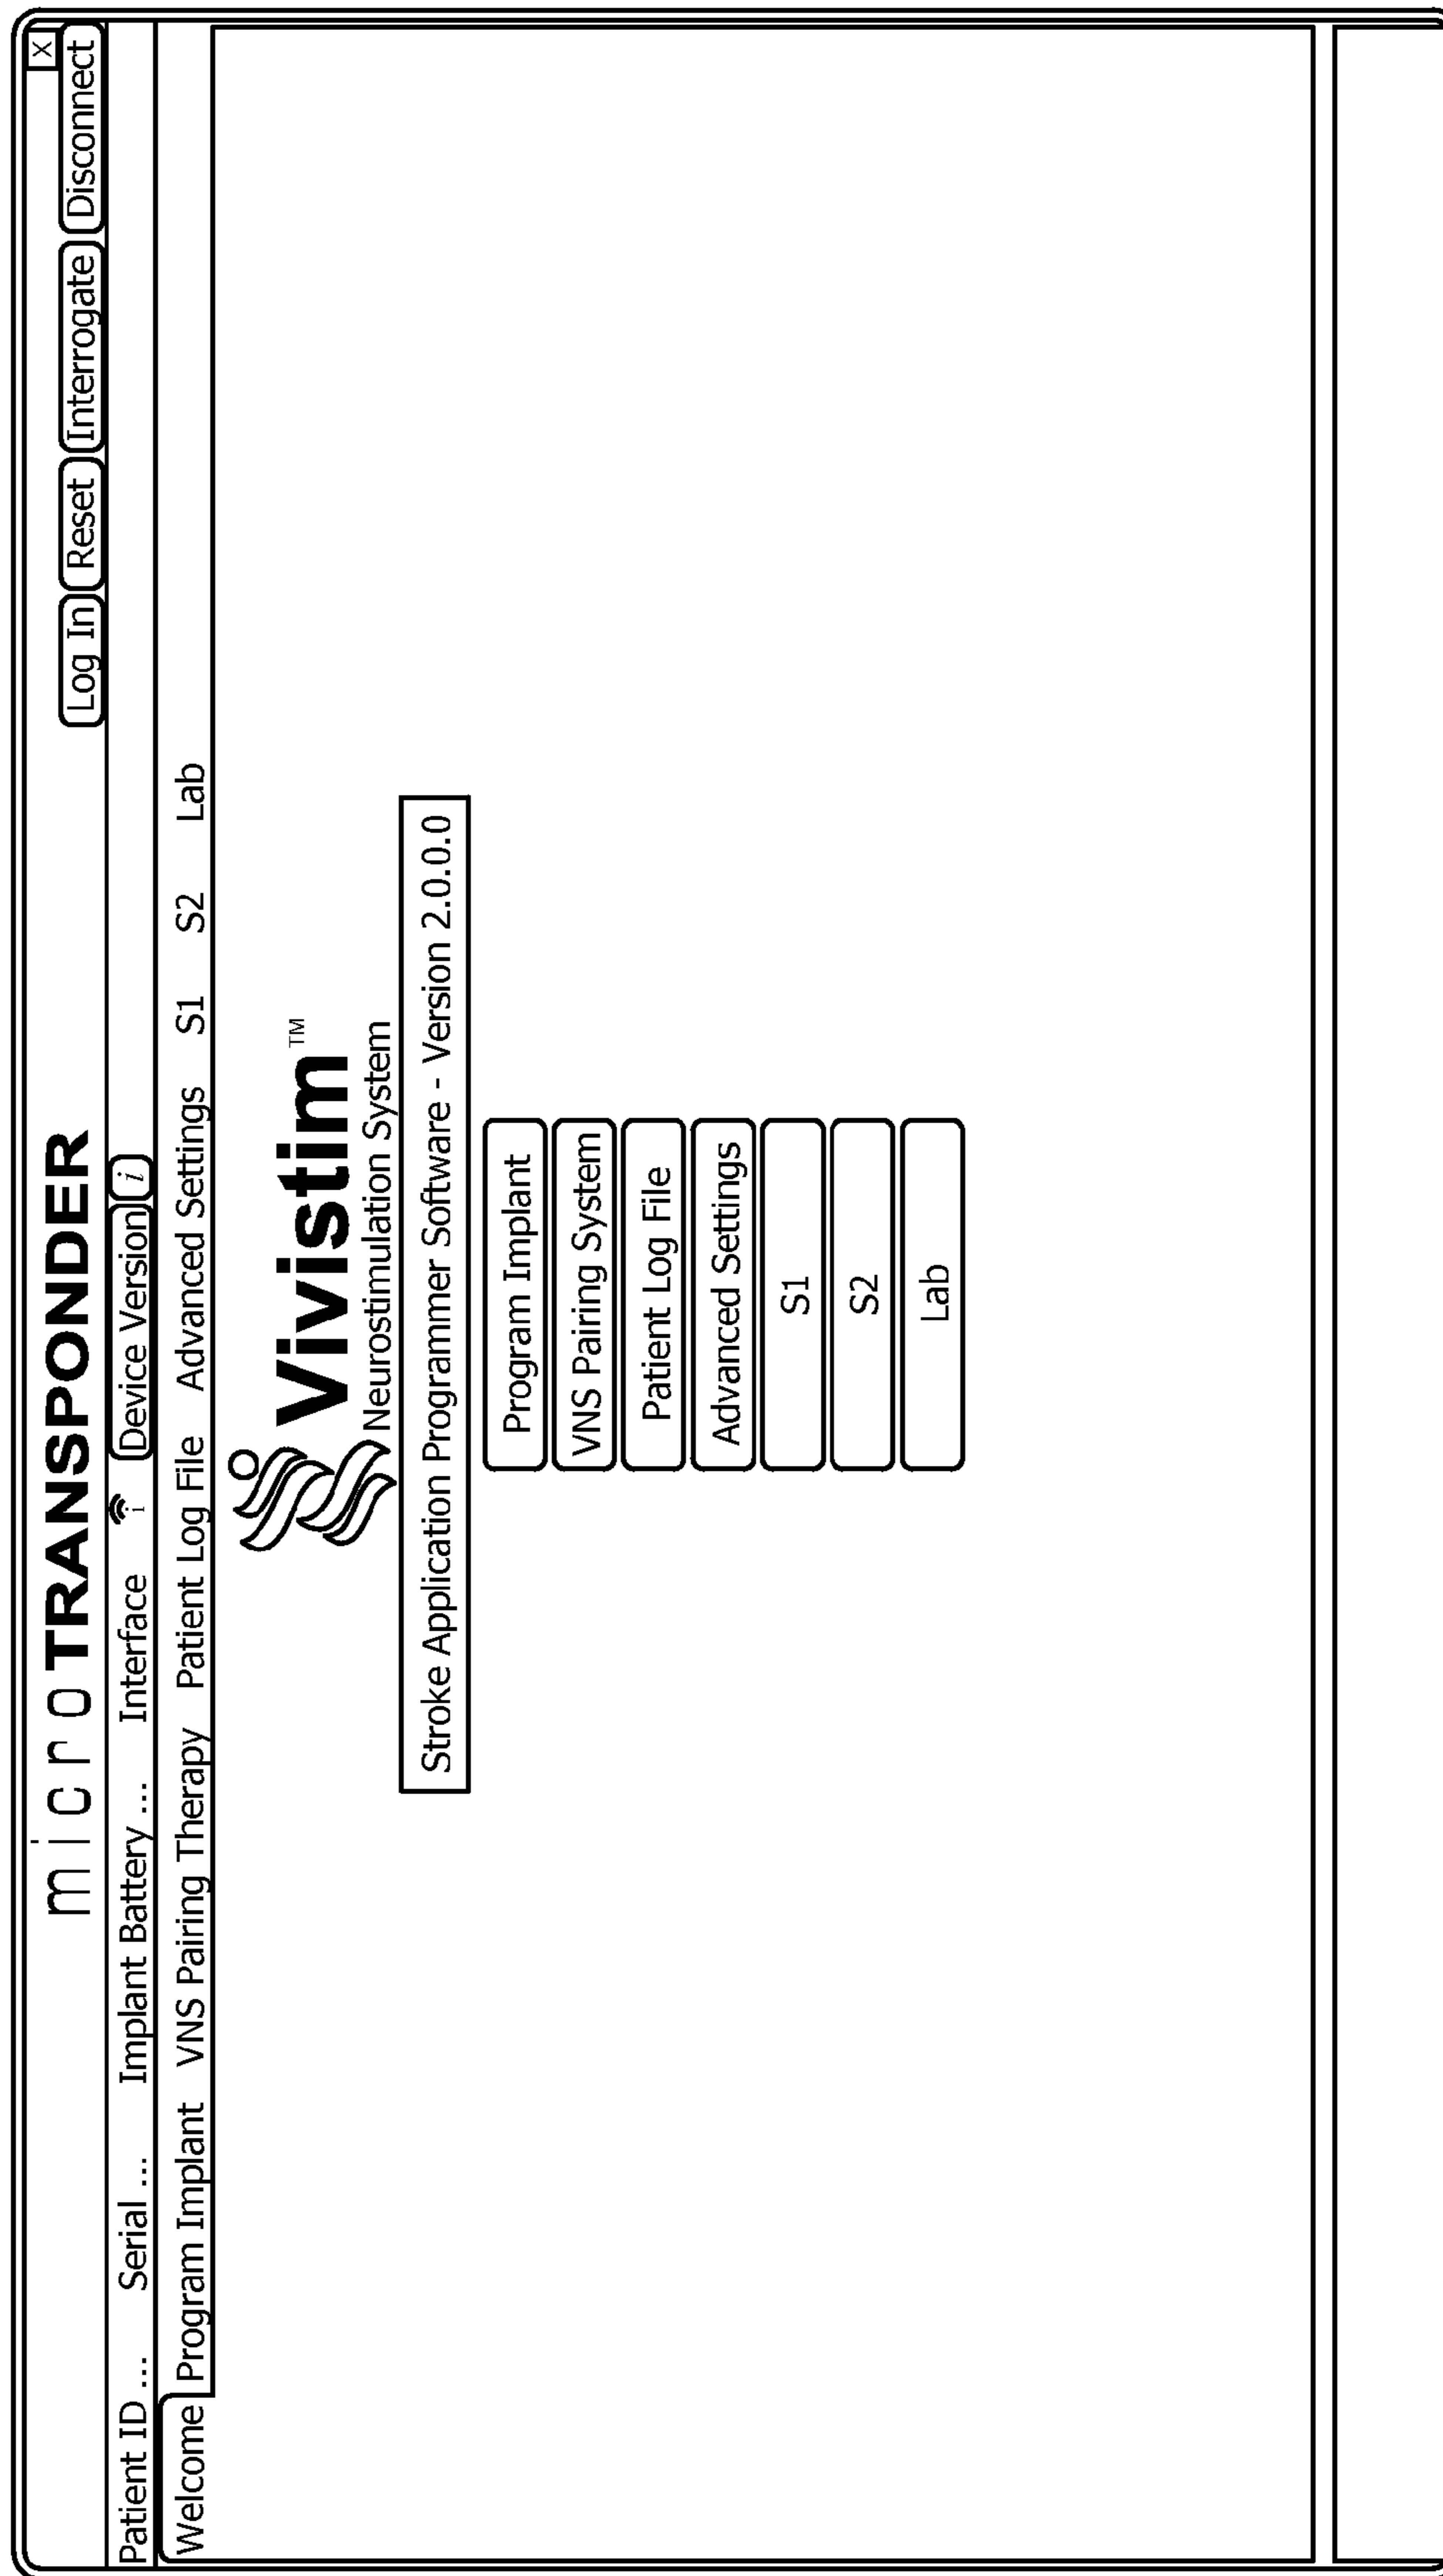 X
microTRANSPONDER
Log In Reset Interrogate Disconnect
Patient ID ... Serial ... Implant Battery ... Interface i Device Version i
Welcome Program Implant VNS Pairing Therapy Patient Log File Advanced Settings S1 S2 Lab
Vivistim™
Neurostimulation System
Stroke Application Programmer Software - Version 2.0.0.0
Program Implant
VNS Pairing System
Patient Log File
Advanced Settings
S1
S2
Lab